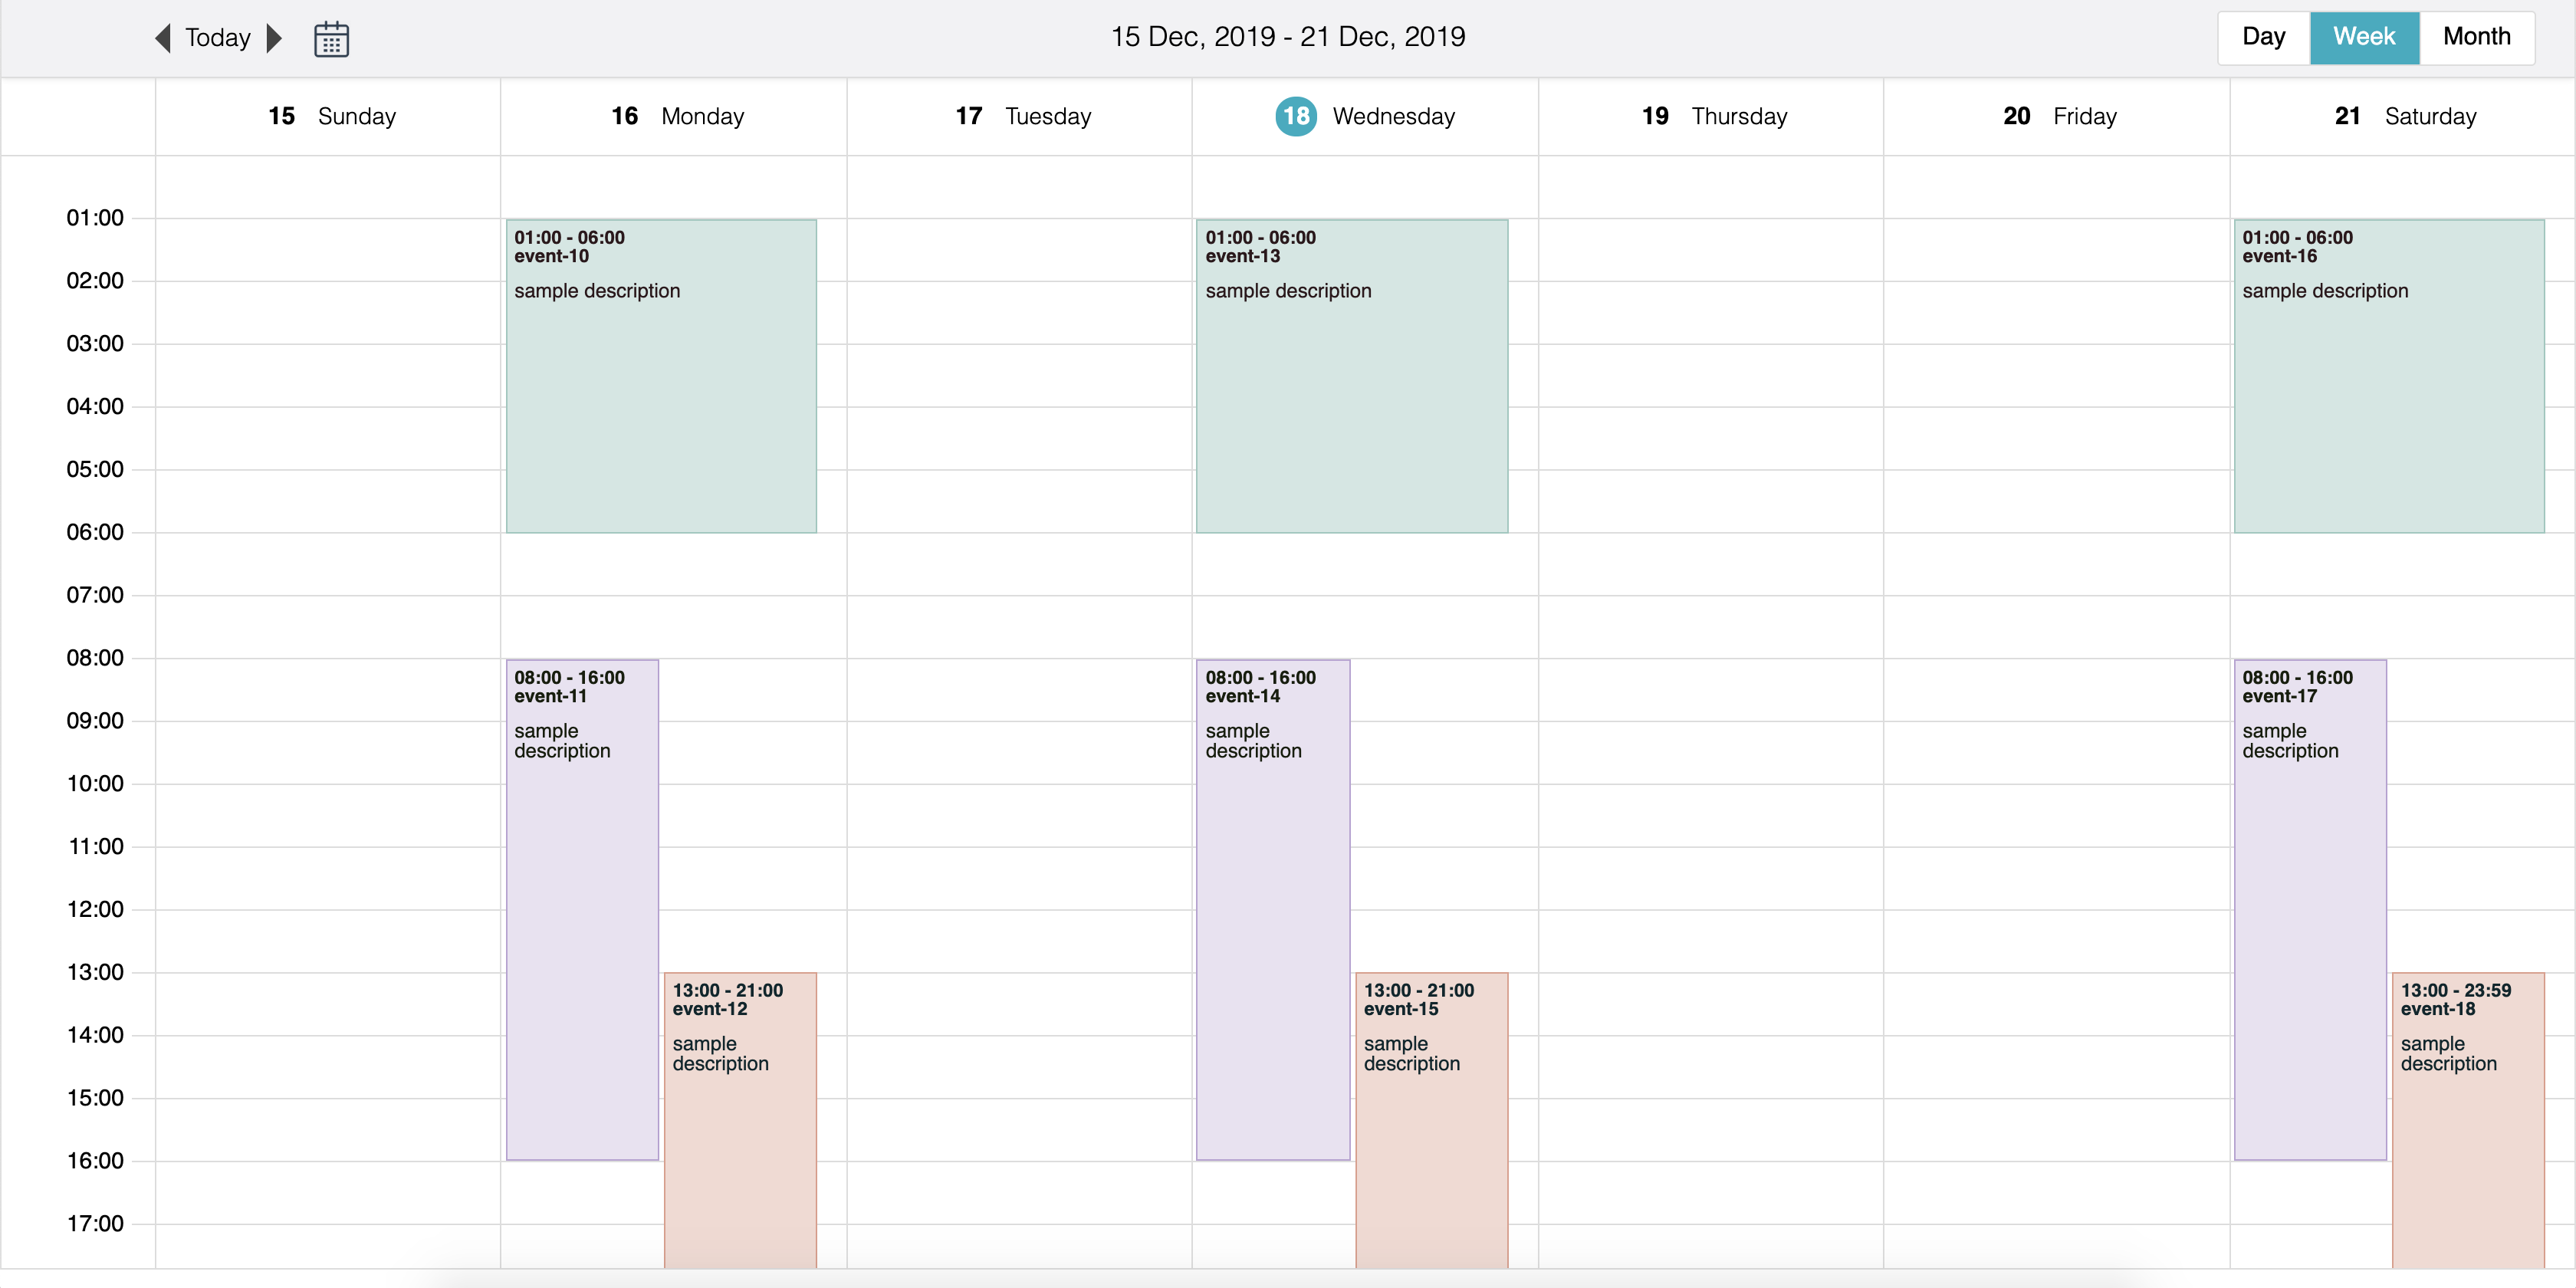 Today
15 Dec, 2019 - 21 Dec, 2019
Day Week Month
15 Sunday 16 Monday 17 Tuesday 18 Wednesday 19 Thursday 20 Friday 21 Saturday
01:00
02:00
03:00
04:00
05:00
06:00
07:00
08:00
09:00
10:00
11:00
12:00
13:00
14:00
15:00
16:00
17:00
01:00 - 06:00
event-10
sample description
08:00 - 16:00
event-11
sample
description
13:00 - 21:00
event-12
sample
description
01:00 - 06:00
event-13
sample description
08:00 - 16:00
event-14
sample
description
13:00 - 21:00
event-15
sample
description
01:00 - 06:00
event-16
sample description
08:00 - 16:00
event-17
sample
description
13:00 - 23:59
event-18
sample
description